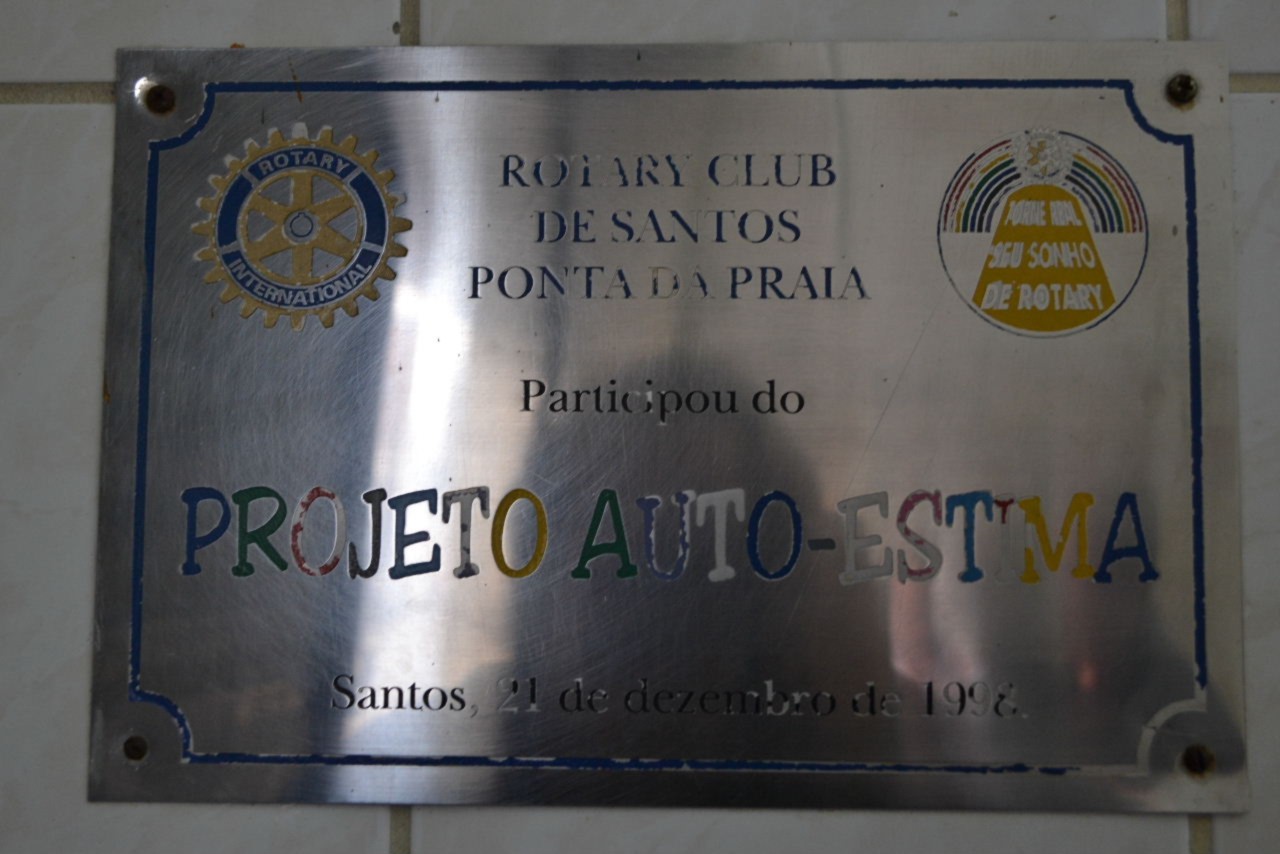 ROTARY
INTERNATIONAL
ROTARY CLUB
DE SANTOS
PONTA DA PRAIA
REAL
SEU SONHO
DE ROTARY
Participou do
PROJETO AUTO-ESTIMA
Santos, 21 de dezembro de 1998.